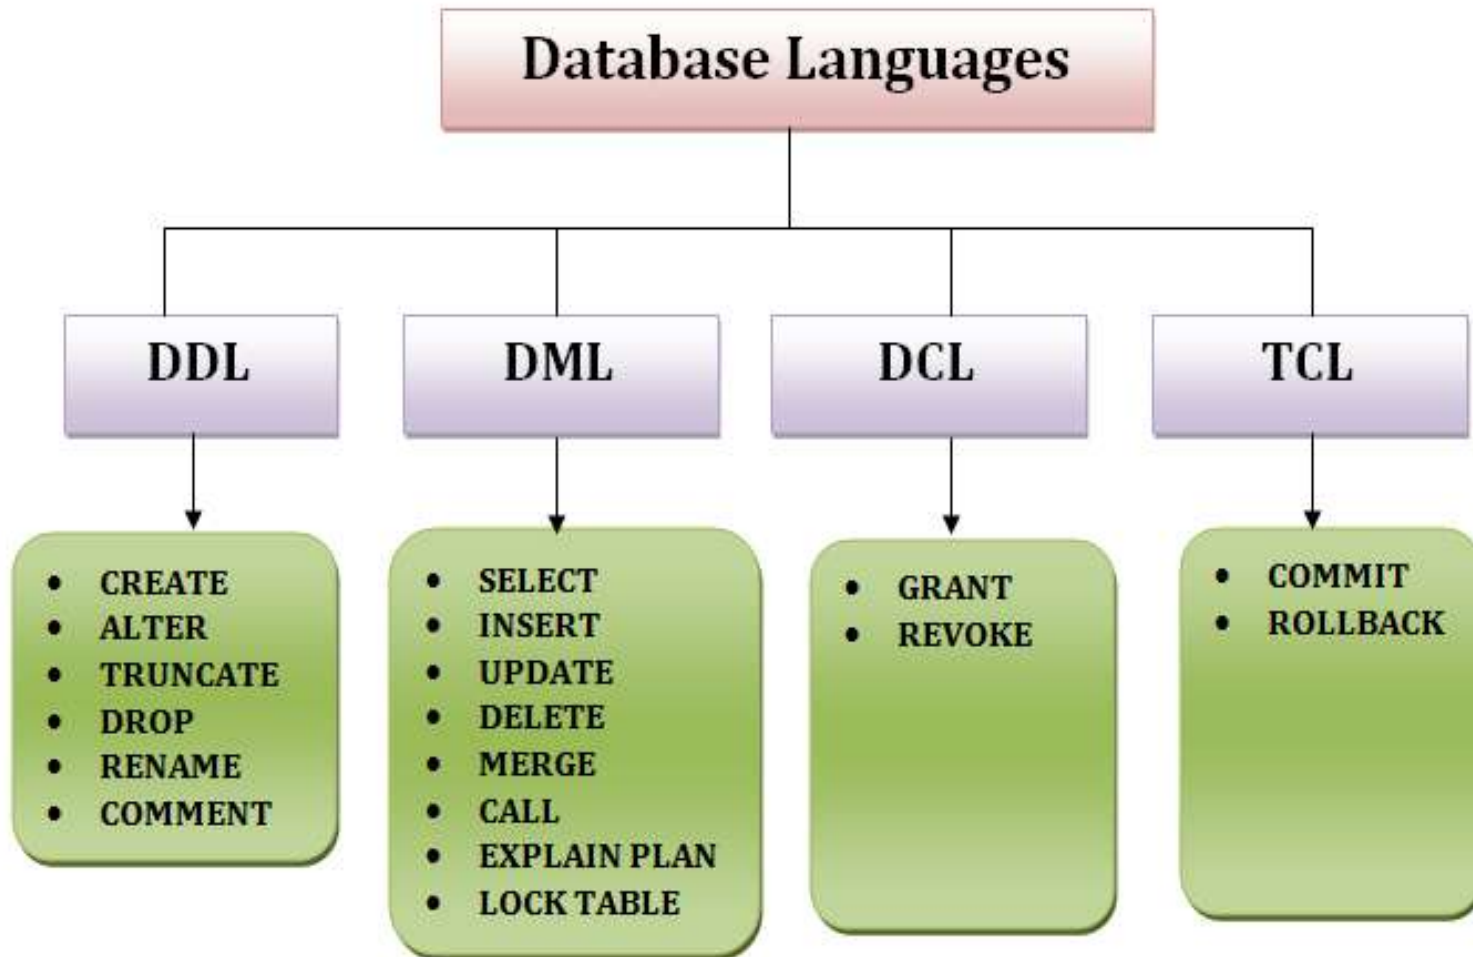 Database Languages
DDL
DML
DCL
TCL
• CREATE
• ALTER
• TRUNCATE
• DROP
• RENAME
• COMMENT
• SELECT
• INSERT
• UPDATE
• DELETE
• MERGE
• CALL
• EXPLAIN PLAN
• LOCK TABLE
• GRANT
• REVOKE
• COMMIT
• ROLLBACK